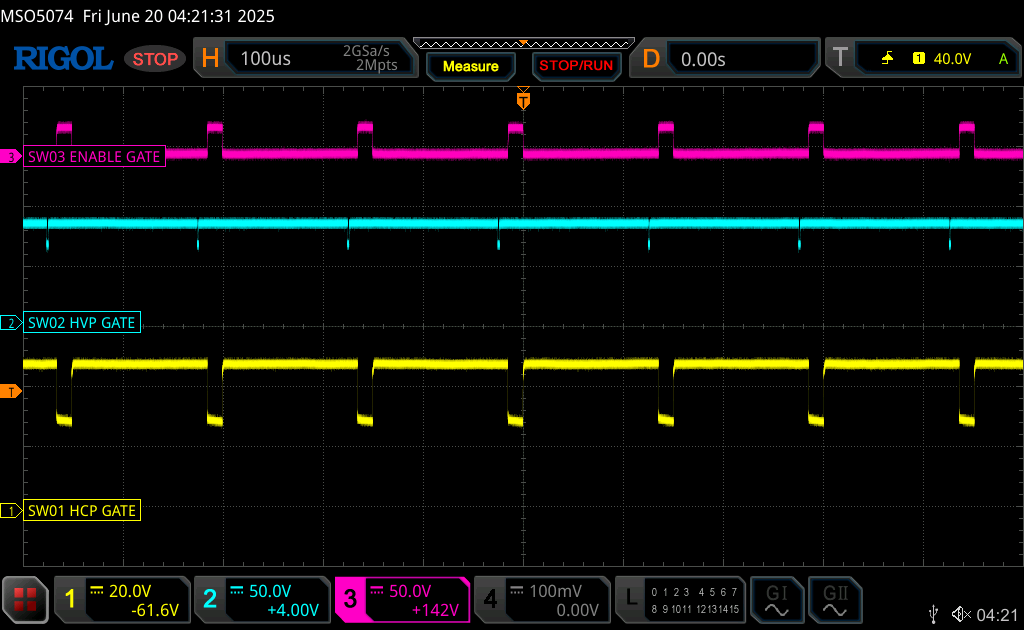 MSO5074 Fri June 20 04:21:31 2025
RIGOL STOP H 100us 2GSa/s 2Mpts Measure STOP/RUN D 0.00s T 1 40.0V A
T
3 SW03 ENABLE GATE
2 SW02 HVP GATE
T
1 SW01 HCP GATE
1 20.0V -61.6V 2 50.0V +4.00V 3 50.0V +142V 4 100mV 0.00V L 0 1 2 3 4 5 6 7 8 9 10 11 12 13 14 15 GI GII
04:21